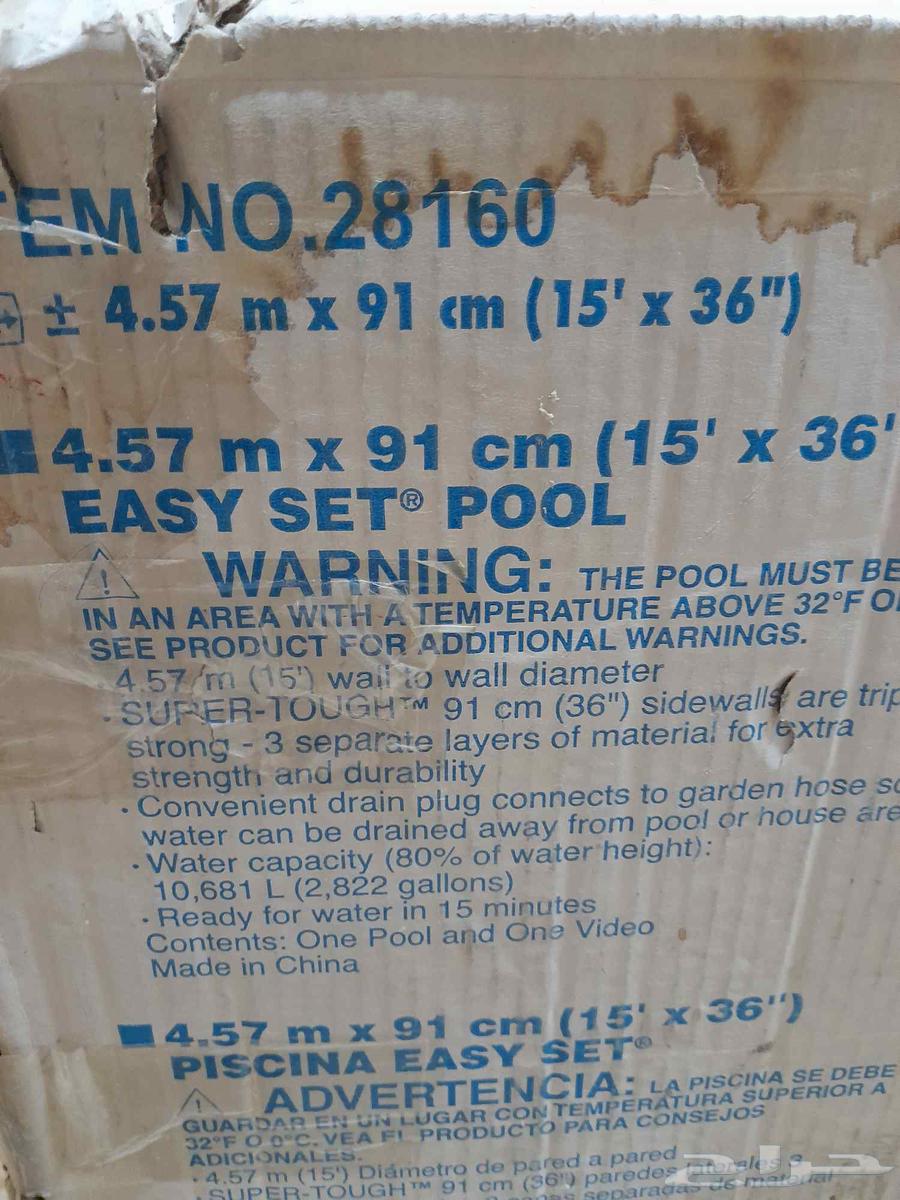 TEM NO.28160
± 4.57 m x 91 cm (15' x 36")
4.57 m x 91 cm (15' x 36'
EASY SET® POOL
WARNING: THE POOL MUST BE
IN AN AREA WITH A TEMPERATURE ABOVE 32°F O
SEE PRODUCT FOR ADDITIONAL WARNINGS.
4.57 m (15') wall to wall diameter
· SUPER-TOUGH™ 91 cm (36") sidewalls are trip
strong - 3 separate layers of material for extra
strength and durability
· Convenient drain plug connects to garden hose so
water can be drained away from pool or house are
· Water capacity (80% of water height):
10,681 L (2,822 gallons)
· Ready for water in 15 minutes
Contents: One Pool and One Video
Made in China
4.57 m x 91 cm (15' x 36")
PISCINA EASY SET®
ADVERTENCIA: LA PISCINA SE DEBE
GUARDAR EN UN LUGAR CON TEMPERATURA SUPERIOR A
32°F O 0°C. VEA EL PRODUCTO PARA CONSEJOS
ADICIONALES.
· 4.57 m (15') Diámetro de pared a pared
· SUPER-TOUGH™ 91 cm (36") paredes laterales
separadas de material
حراج